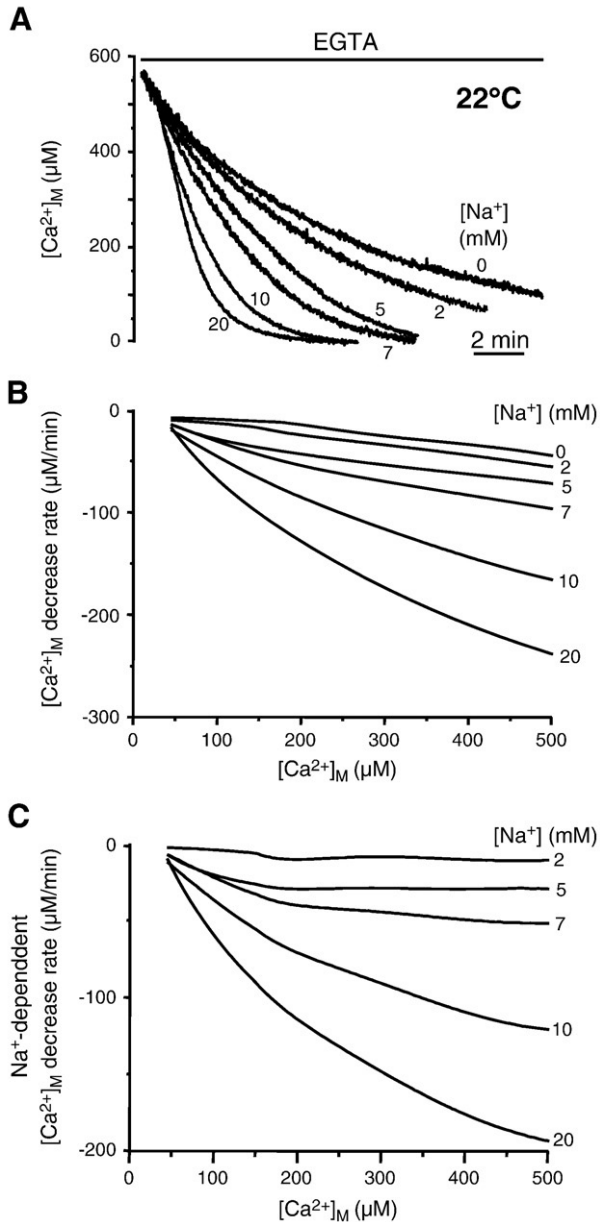 A
EGTA
22°C
600
400
200
0
[Ca²⁺]M (µM)
[Na⁺]
(mM)
0
2
5
7
10
20
2 min
B
[Na⁺] (mM)
0
-100
-200
-300
[Ca²⁺]M decrease rate (µM/min)
0
2
5
7
10
20
0 100 200 300 400 500
[Ca²⁺]M (µM)
C
[Na⁺] (mM)
0
-100
-200
Na⁺-dependdent
[Ca²⁺]M decrease rate (µM/min)
2
5
7
10
20
0 100 200 300 400 500
[Ca²⁺]M (µM)